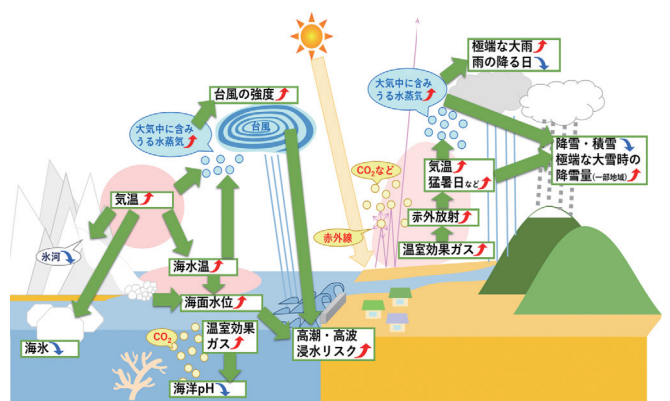 極端な大雨
雨の降る日
台風の強度
大気中に含み
うる水蒸気
大気中に含み
うる水蒸気
台風
降雪・積雪
極端な大雪時の
降雪量(一部地域)
CO₂など
気温
猛暑日など
気温
赤外放射
赤外線
氷河
温室効果ガス
海水温
海面水位
温室効果
ガス
CO₂
高潮・高波
浸水リスク
海氷
海洋pH